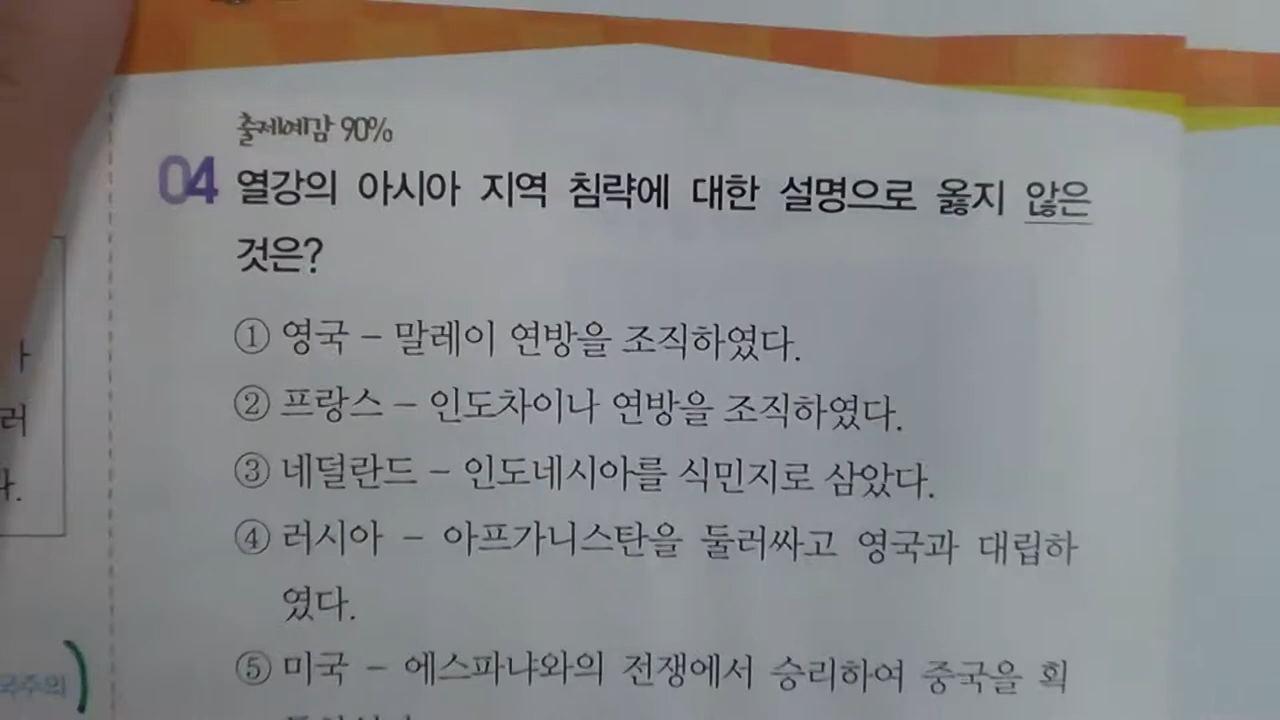 출제예감 90%
04 열강의 아시아 지역 침략에 대한 설명으로 옳지 않은
것은?
① 영국 – 말레이 연방을 조직하였다.
② 프랑스 – 인도차이나 연방을 조직하였다.
③ 네덜란드 – 인도네시아를 식민지로 삼았다.
④ 러시아 – 아프가니스탄을 둘러싸고 영국과 대립하
였다.
⑤ 미국 – 에스파냐와의 전쟁에서 승리하여 중국을 획
러